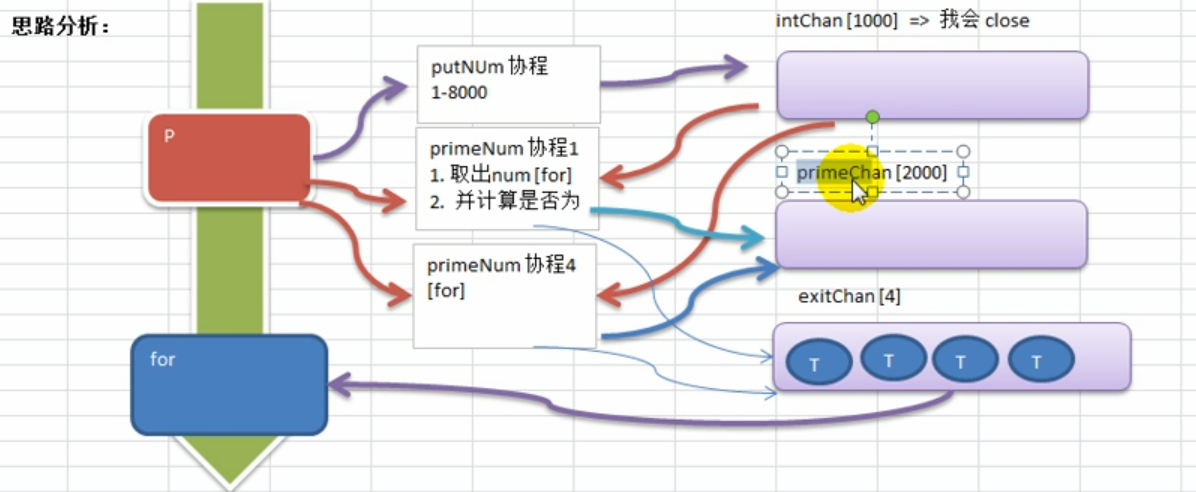 思路分析：
intChan [1000] => 我会 close
putNUm 协程
1-8000
P
primeNum 协程1
1. 取出num [for]
2. 并计算是否为
primeChan [2000]
primeNum 协程4
[for]
exitChan [4]
for
T
T
T
T